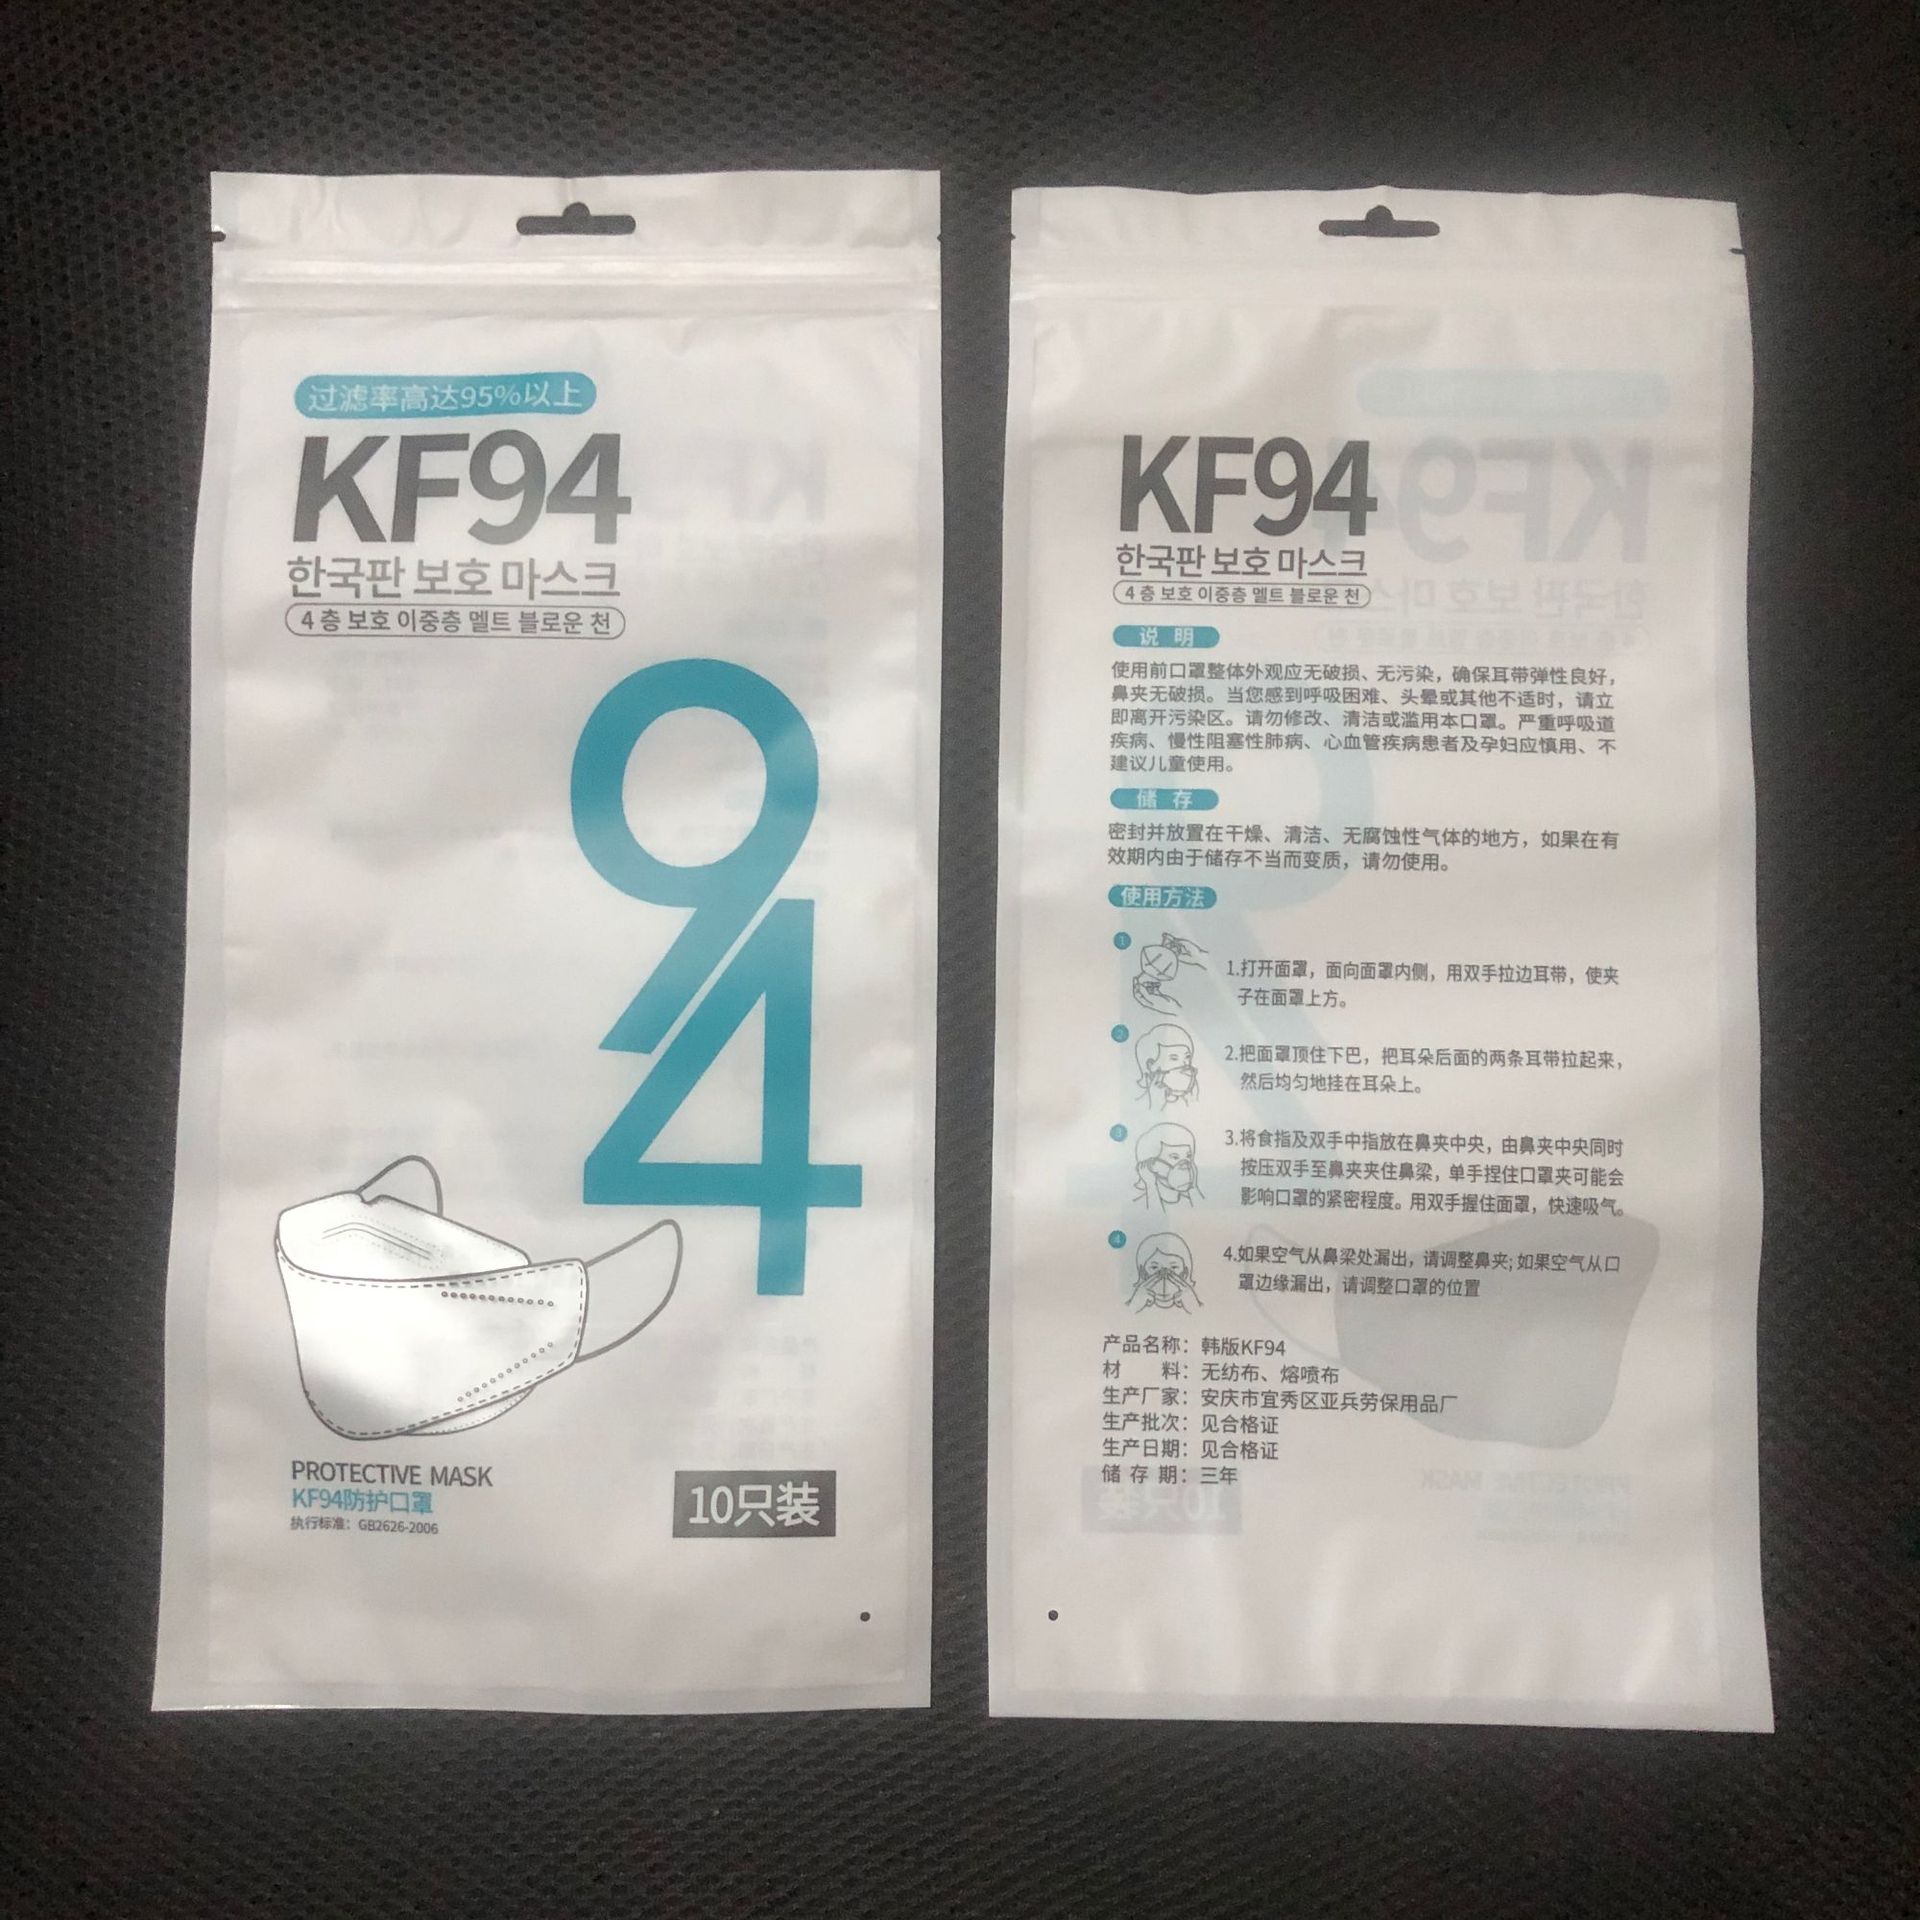 过滤率高达95%以上
KF94
한국판 보호 마스크
4 층 보호 이중층 멜트 블로운 천
94
PROTECTIVE MASK
KF94防护口罩
执行标准：GB2626-2006
10只装
KF94
한국판 보호 마스크
4 층 보호 이중층 멜트 블로운 천
说 明
使用前口罩整体外观应无破损、无污染，确保耳带弹性良好，
鼻夹无破损。当您感到呼吸困难、头晕或其他不适时，请立
即离开污染区。请勿修改、清洁或滥用本口罩。严重呼吸道
疾病、慢性阻塞性肺病、心血管疾病患者及孕妇应慎用、不
建议儿童使用。
储 存
密封并放置在干燥、清洁、无腐蚀性气体的地方，如果在有
效期内由于储存不当而变质，请勿使用。
使用方法
1
1.打开面罩，面向面罩内侧，用双手拉边耳带，使夹
子在面罩上方。
2
2.把面罩顶住下巴，把耳朵后面的两条耳带拉起来，
然后均匀地挂在耳朵上。
3
3.将食指及双手中指放在鼻夹中央，由鼻夹中央同时
按压双手至鼻夹夹住鼻梁，单手捏住口罩夹可能会
影响口罩的紧密程度。用双手握住面罩，快速吸气。
4
4.如果空气从鼻梁处漏出，请调整鼻夹；如果空气从口
罩边缘漏出，请调整口罩的位置
产品名称：韩版KF94
材 料：无纺布、熔喷布
生产厂家：安庆市宜秀区亚兵劳保用品厂
生产批次：见合格证
生产日期：见合格证
储 存 期：三年